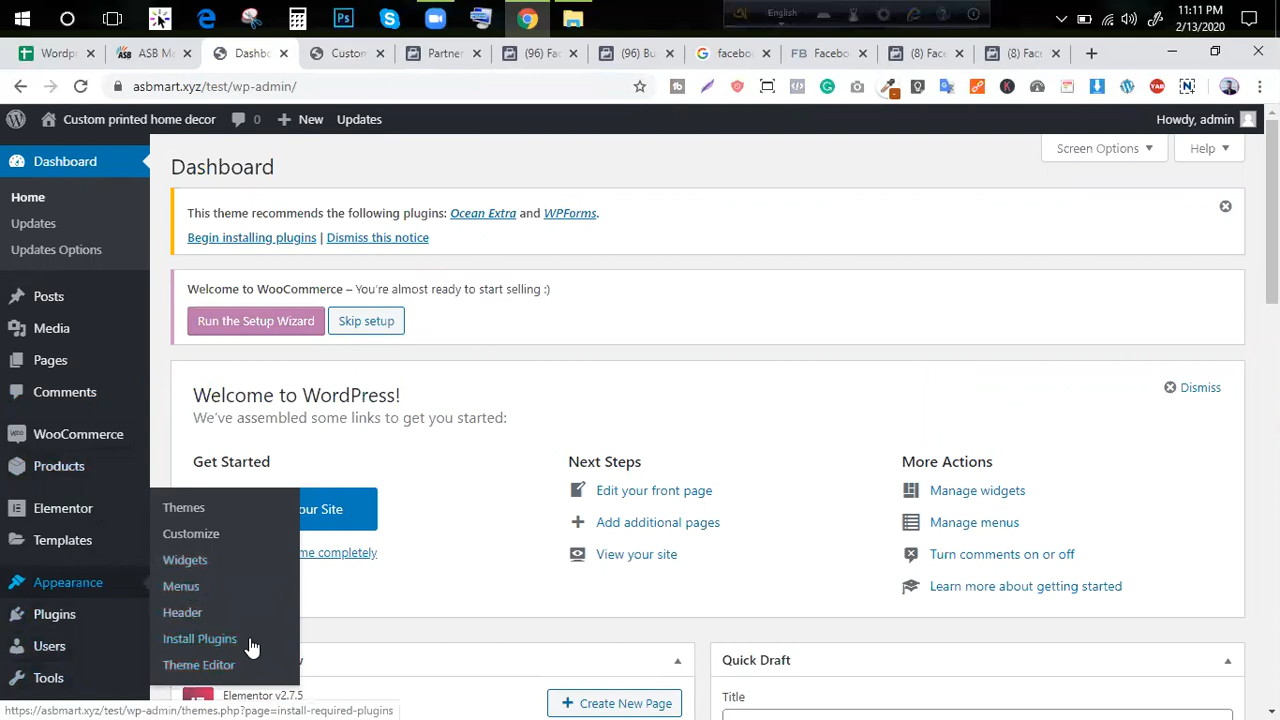 English
11:11 PM
2/13/2020
Wordpr
ASB Ma
Dashbo
Custom
Partner
(96) Fac
(96) Bu
facebo
Facebo
(8) Face
(8) Face
asbmart.xyz/test/wp-admin/
Custom printed home decor 0 New Updates Howdy, admin
Dashboard
Home
Updates
Updates Options
Posts
Media
Pages
Comments
WooCommerce
Products
Elementor
Templates
Appearance
Plugins
Users
Tools
Themes
Customize
Widgets
Menus
Header
Install Plugins
Theme Editor
Screen Options
Help
Dashboard
This theme recommends the following plugins: Ocean Extra and WPForms.
Begin installing plugins | Dismiss this notice
Welcome to WooCommerce – You're almost ready to start selling :)
Run the Setup Wizard Skip setup
Welcome to WordPress!
Dismiss
We've assembled some links to get you started:
Get Started
our Site
me completely
Next Steps
Edit your front page
Add additional pages
View your site
More Actions
Manage widgets
Manage menus
Turn comments on or off
Learn more about getting started
Elementor v2.7.5
Create New Page
Quick Draft
Title
https://asbmart.xyz/test/wp-admin/themes.php?page=install-required-plugins